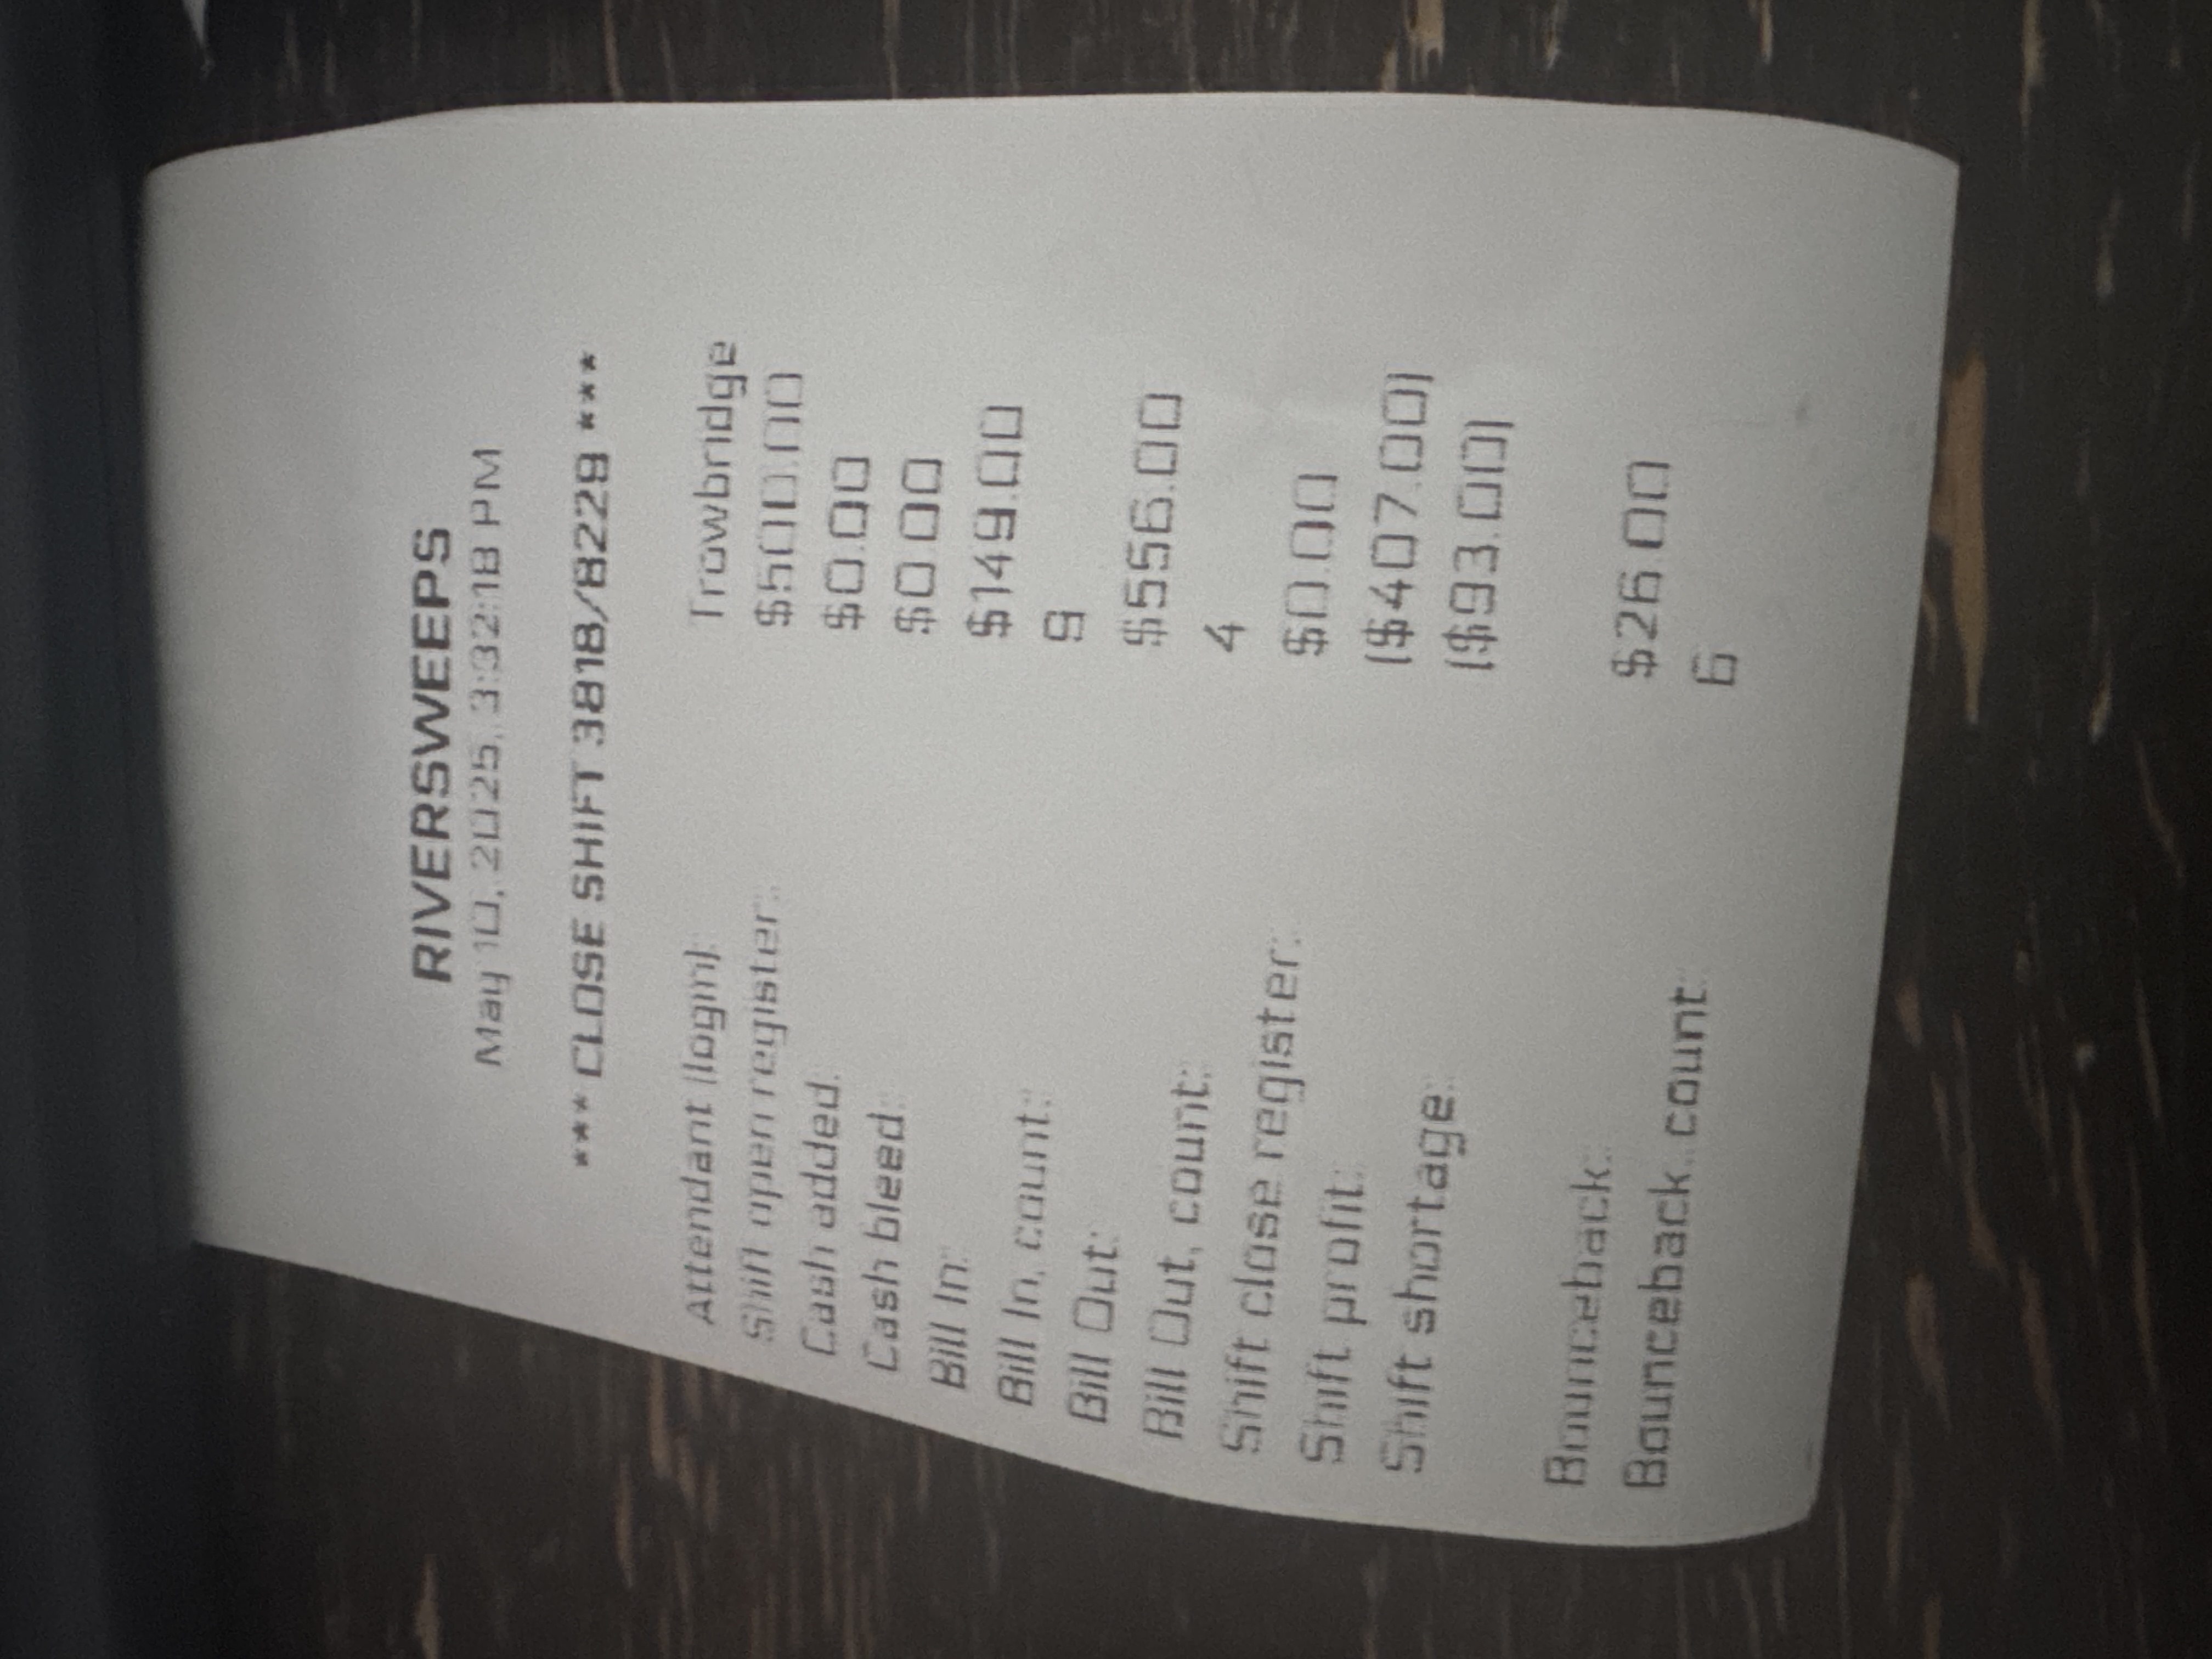 RIVERSWEEPS
May 10, 2025, 3:32:18 PM
*** CLOSE SHIFT 3818/8229 ***
Attendant (login): Trowbridge
Shift open register: $500.00
Cash added: $0.00
Cash bleed: $0.00
Bill In: $149.00
Bill In, count: 9
Bill Out: $556.00
Bill Out, count: 4
Shift close register: $0.00
Shift profit: ($407.00)
Shift shortage: ($93.00)
Bounceback: $26.00
Bounceback count: 6